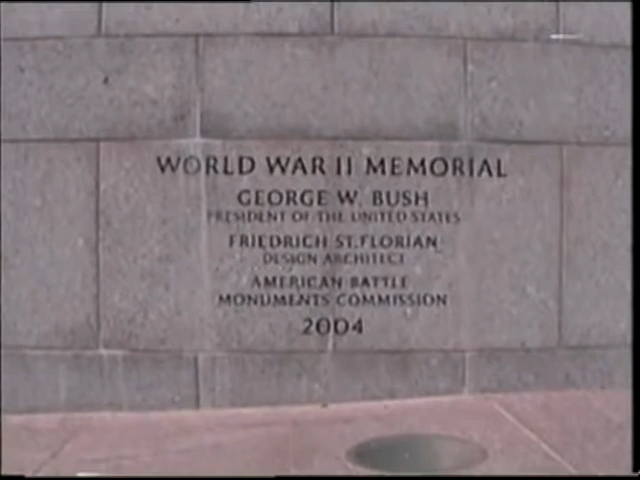 WORLD WAR II MEMORIAL
GEORGE W. BUSH
PRESIDENT OF THE UNITED STATES
FRIEDRICH ST.FLORIAN
DESIGN ARCHITECT
AMERICAN BATTLE
MONUMENTS COMMISSION
2004